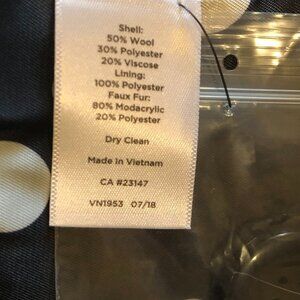 Shell:
50% Wool
30% Polyester
20% Viscose
Lining:
100% Polyester
Faux Fur:
80% Modacrylic
20% Polyester
Dry Clean
Made in Vietnam
CA #23147
VN1953 07/18